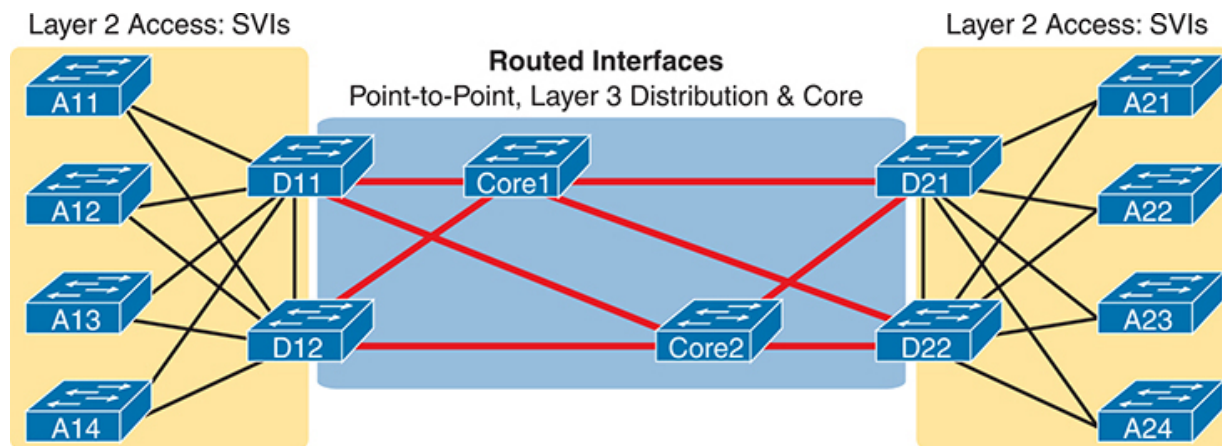 Layer 2 Access: SVIs
Layer 2 Access: SVIs
Routed Interfaces
Point-to-Point, Layer 3 Distribution & Core
A11
A12
A13
A14
D11
D12
Core1
Core2
D21
D22
A21
A22
A23
A24